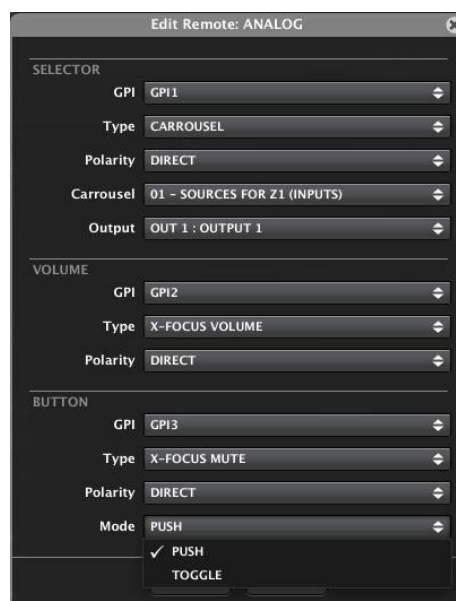 Edit Remote: ANALOG
SELECTOR
GPI GPI1
Type CARROUSEL
Polarity DIRECT
Carrousel 01 - SOURCES FOR Z1 (INPUTS)
Output OUT 1 : OUTPUT 1
VOLUME
GPI GPI2
Type X-FOCUS VOLUME
Polarity DIRECT
BUTTON
GPI GPI3
Type X-FOCUS MUTE
Polarity DIRECT
Mode PUSH
✓ PUSH
TOGGLE